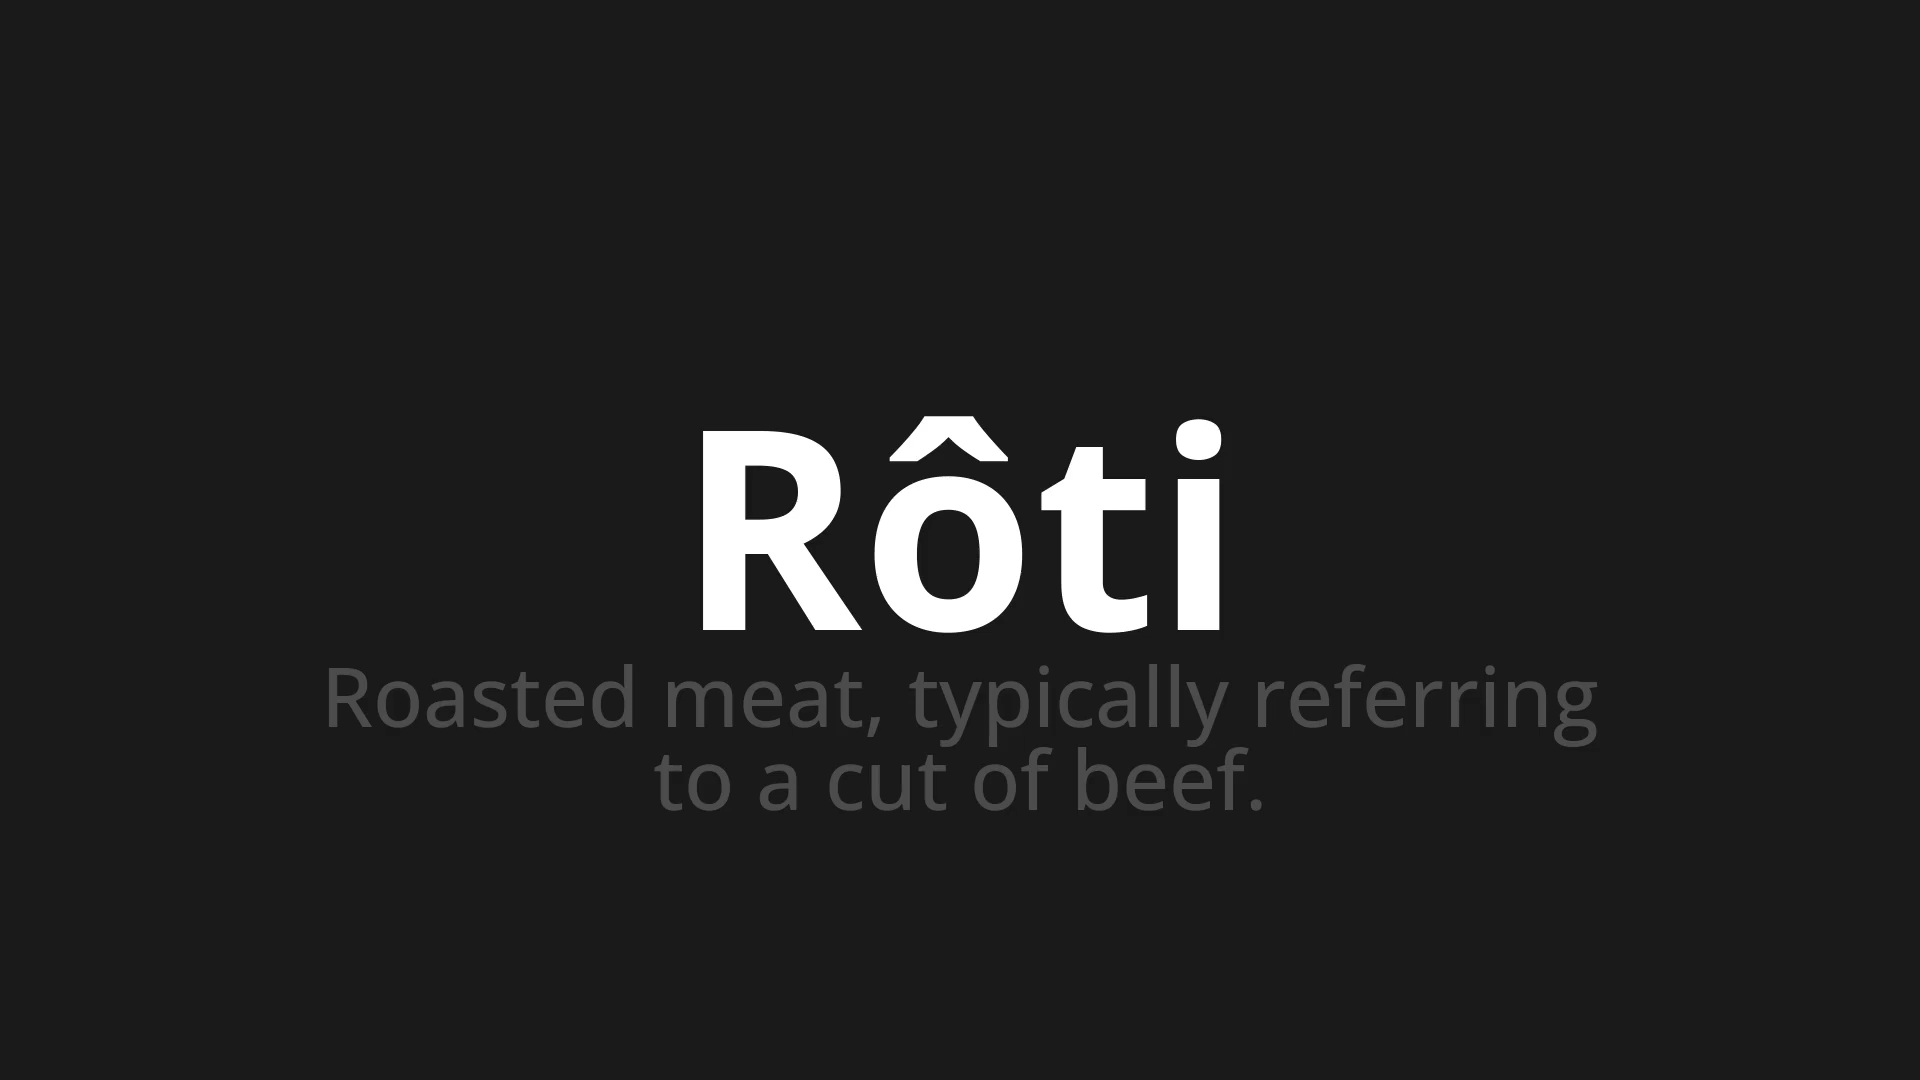 Rôti
Roasted meat, typically referring
to a cut of beef.